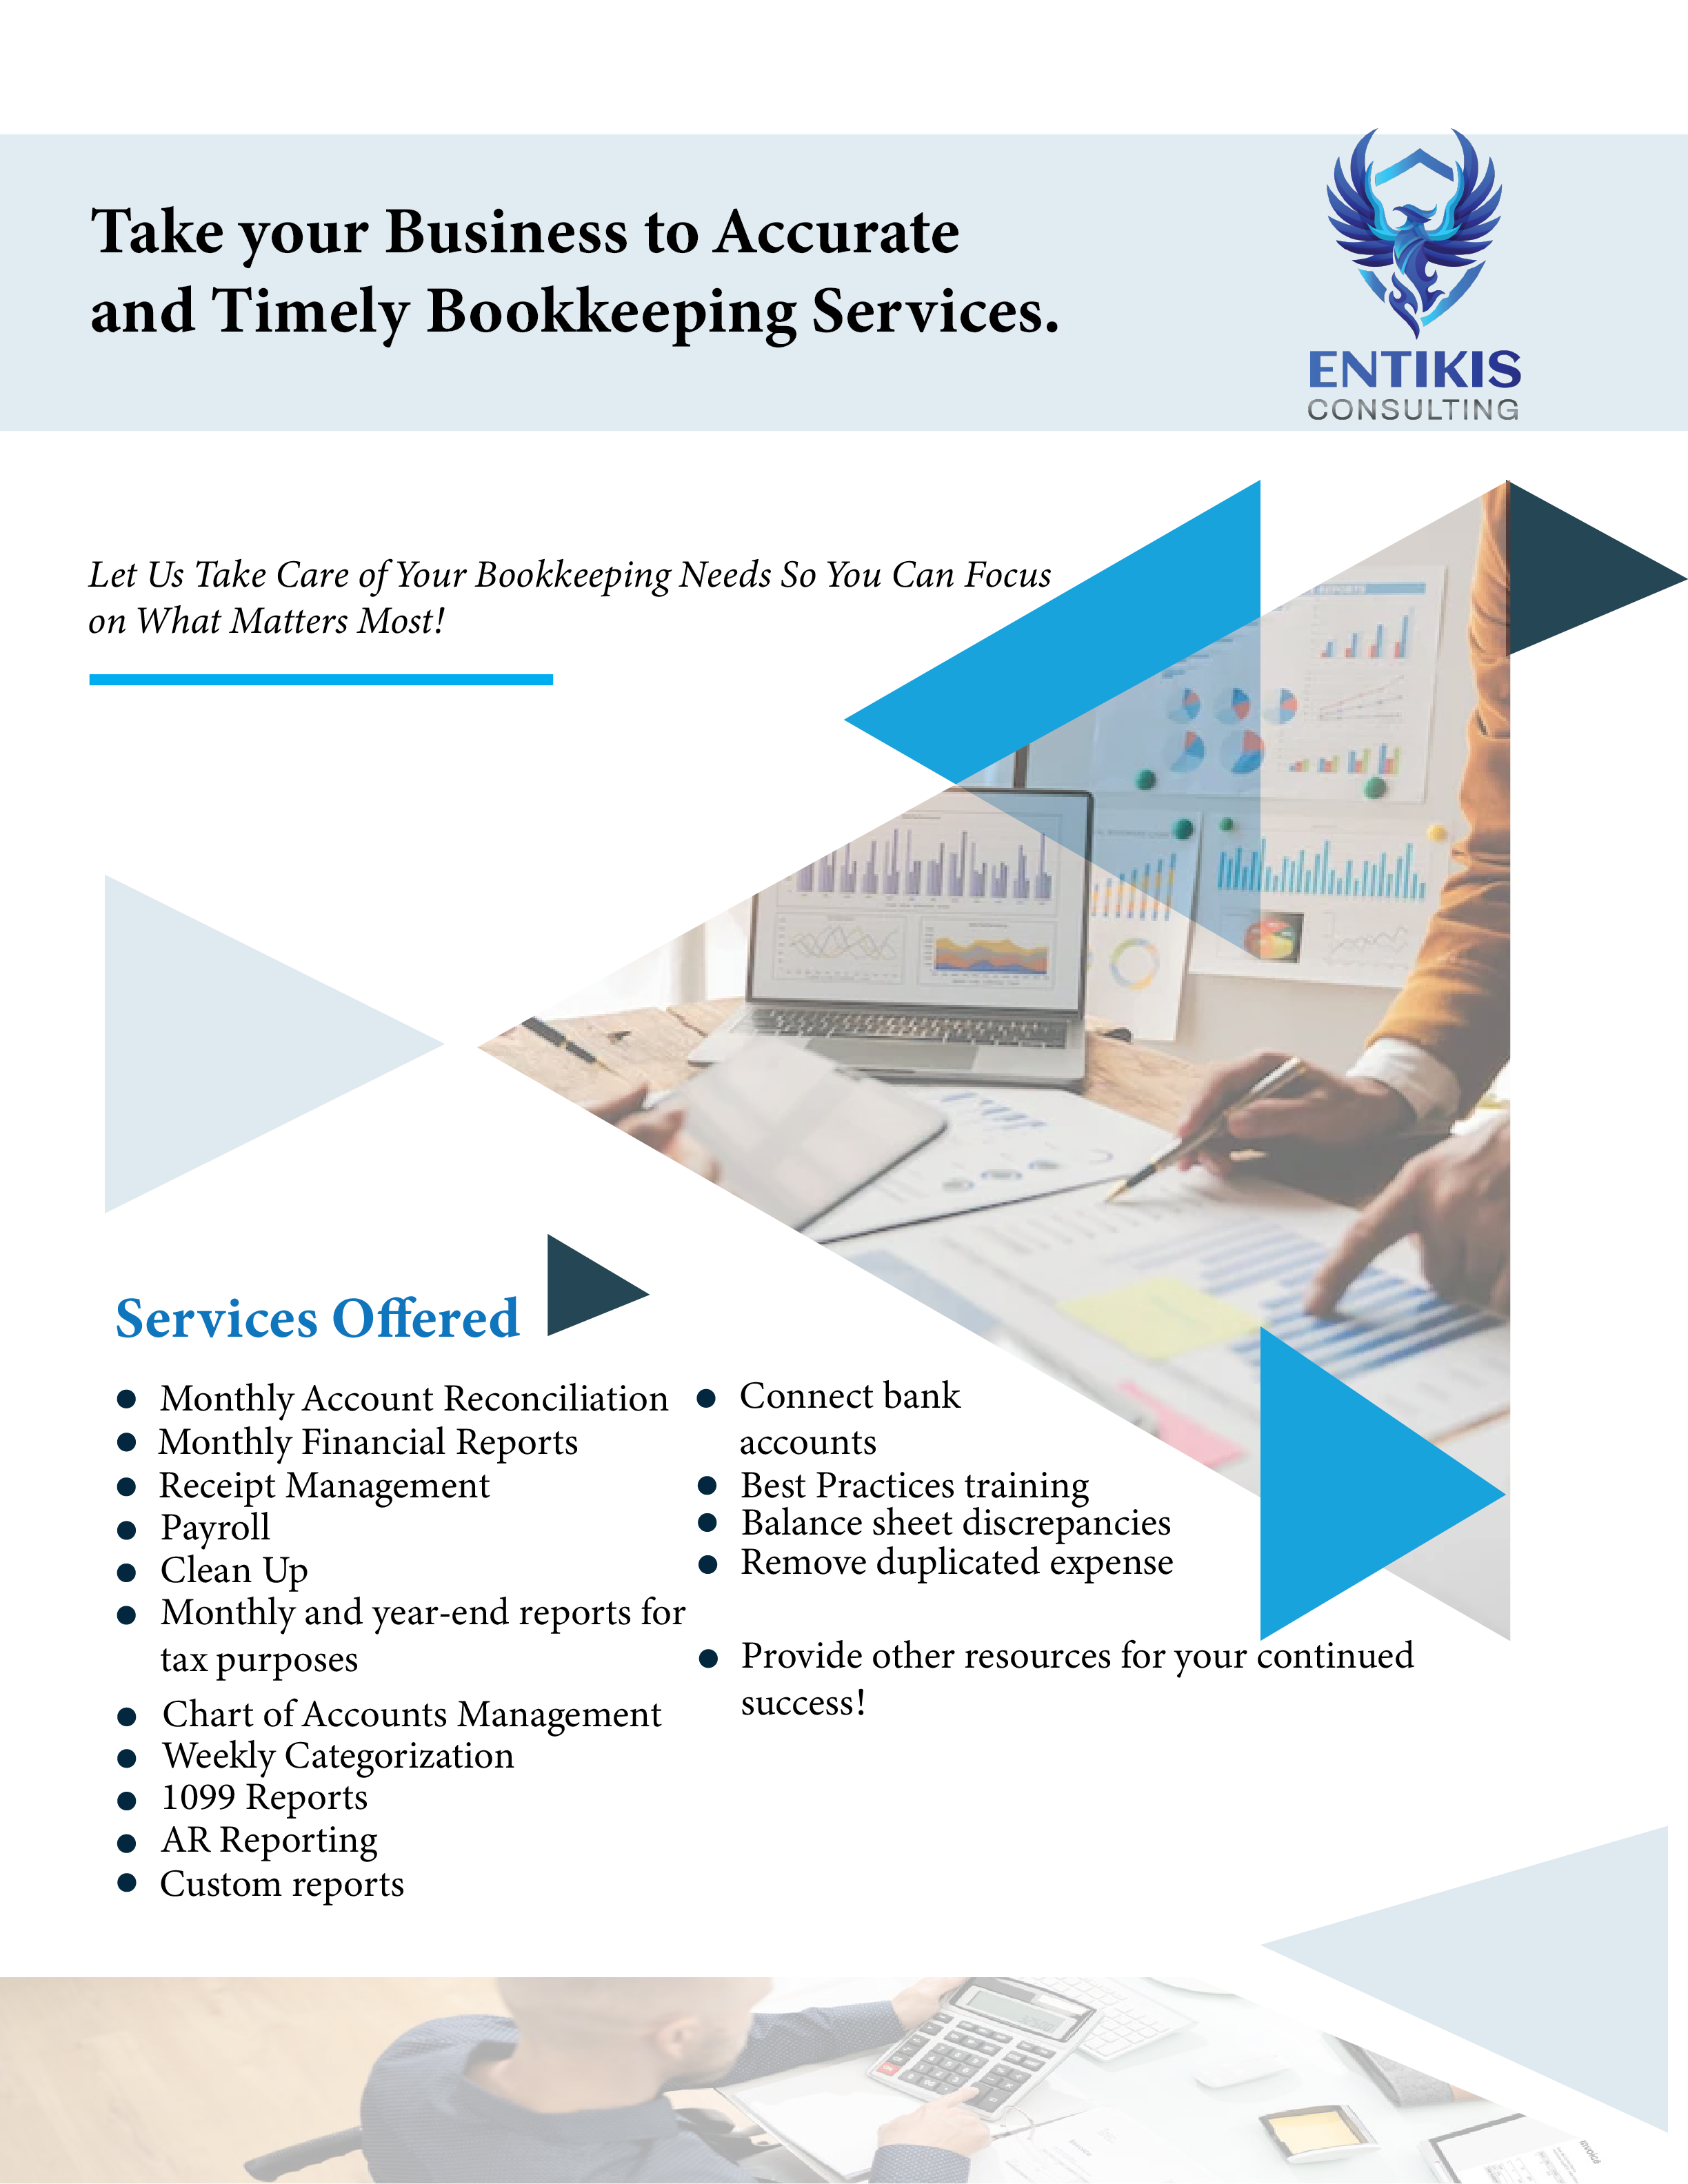 Take your Business to Accurate
and Timely Bookkeeping Services.
ENTIKIS
CONSULTING
Let Us Take Care of Your Bookkeeping Needs So You Can Focus
on What Matters Most!
REPORTS
Services Offered
Monthly Account Reconciliation
Monthly Financial Reports
Receipt Management
Payroll
Clean Up
Monthly and year-end reports for
tax purposes
Chart of Accounts Management
Weekly Categorization
1099 Reports
AR Reporting
Custom reports
Connect bank
accounts
Best Practices training
Balance sheet discrepancies
Remove duplicated expense
Provide other resources for your continued
success!
Invoice